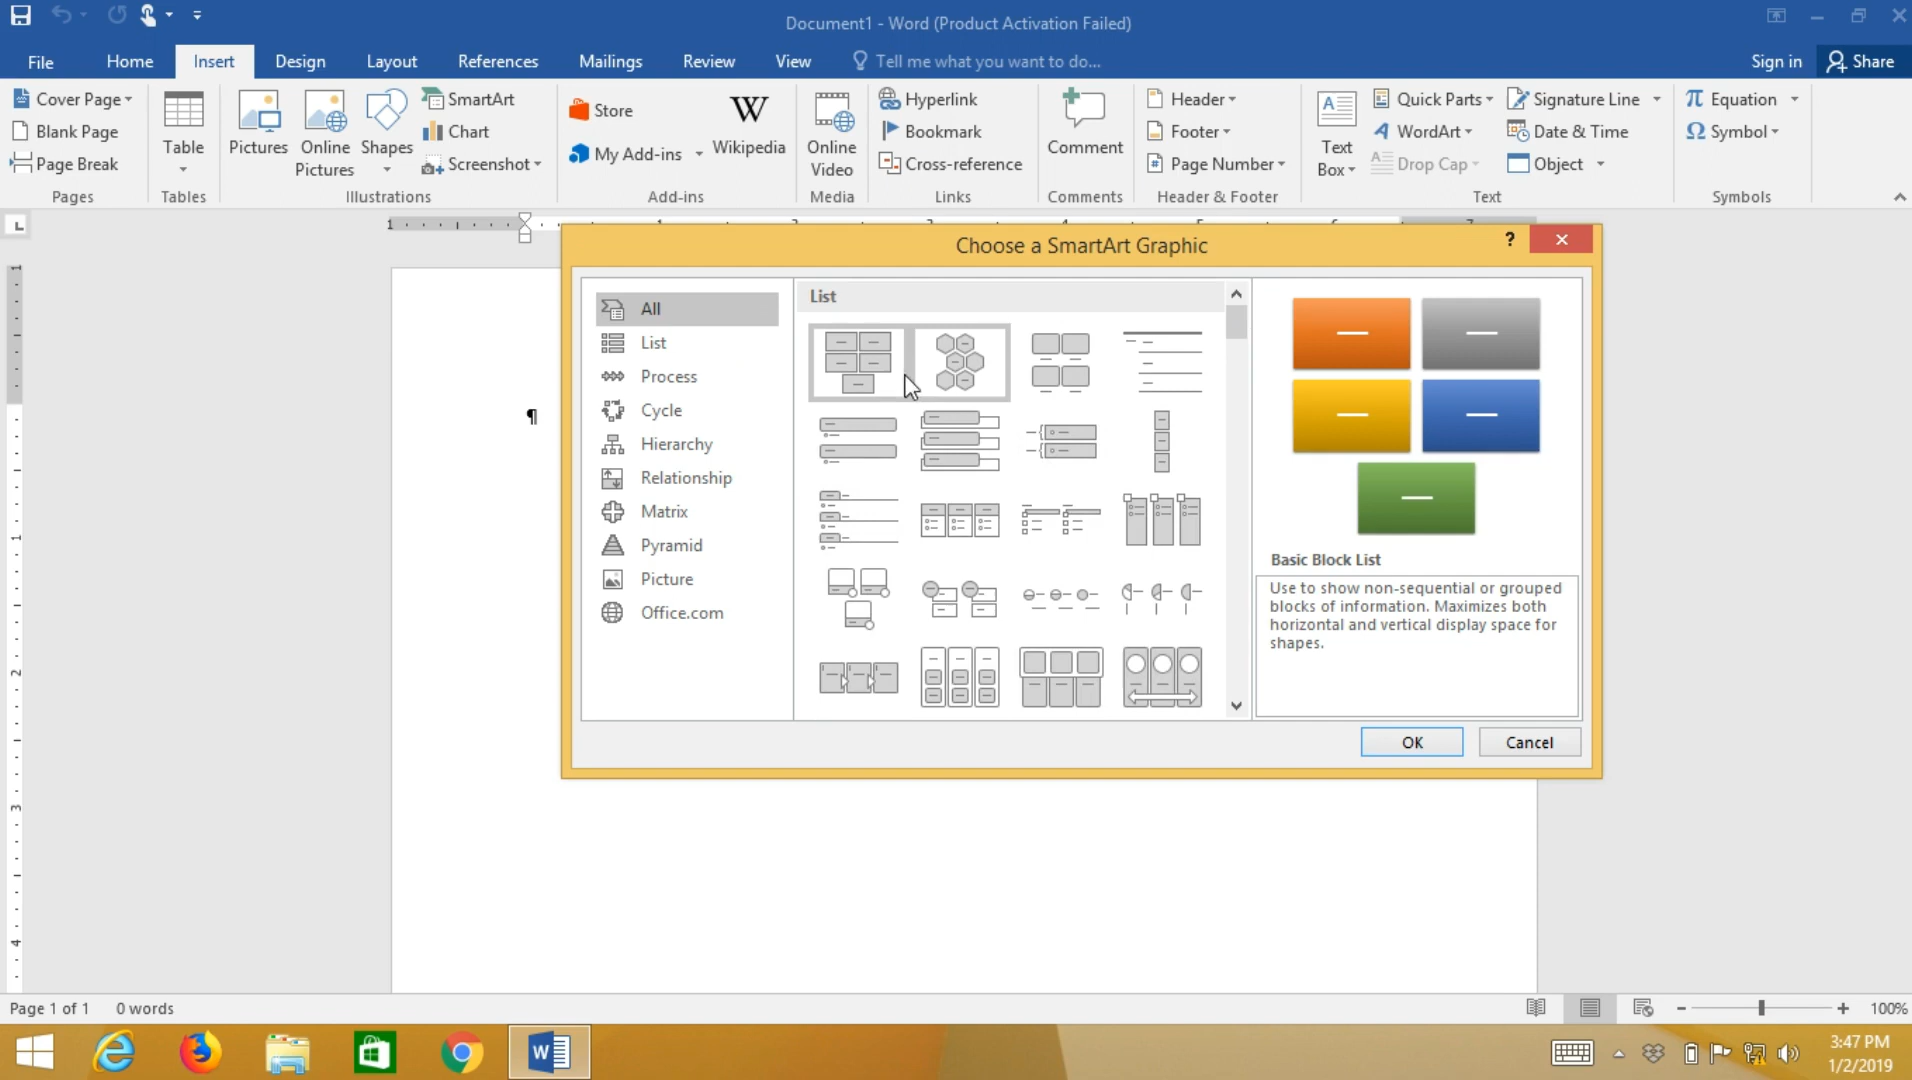 Document1 - Word (Product Activation Failed)
File Home Insert Design Layout References Mailings Review View Tell me what you want to do... Sign in Share
Cover Page
Blank Page
Page Break
Pages
Table
Tables
Pictures
Online
Pictures
Shapes
SmartArt
Chart
Screenshot
Illustrations
Store
My Add-ins
W
Wikipedia
Add-ins
Online
Video
Media
Hyperlink
Bookmark
Cross-reference
Links
Comment
Comments
Header
Footer
Page Number
Header & Footer
Text
Box
Quick Parts
WordArt
Drop Cap
Signature Line
Date & Time
Object
Text
Equation
Symbol
Symbols
Choose a SmartArt Graphic
All
List
Process
Cycle
Hierarchy
Relationship
Matrix
Pyramid
Picture
Office.com
List
Basic Block List
Use to show non-sequential or grouped
blocks of information. Maximizes both
horizontal and vertical display space for
shapes.
OK Cancel
¶
1
1
2
3
4
Page 1 of 1 0 words 100%
3:47 PM
1/2/2019